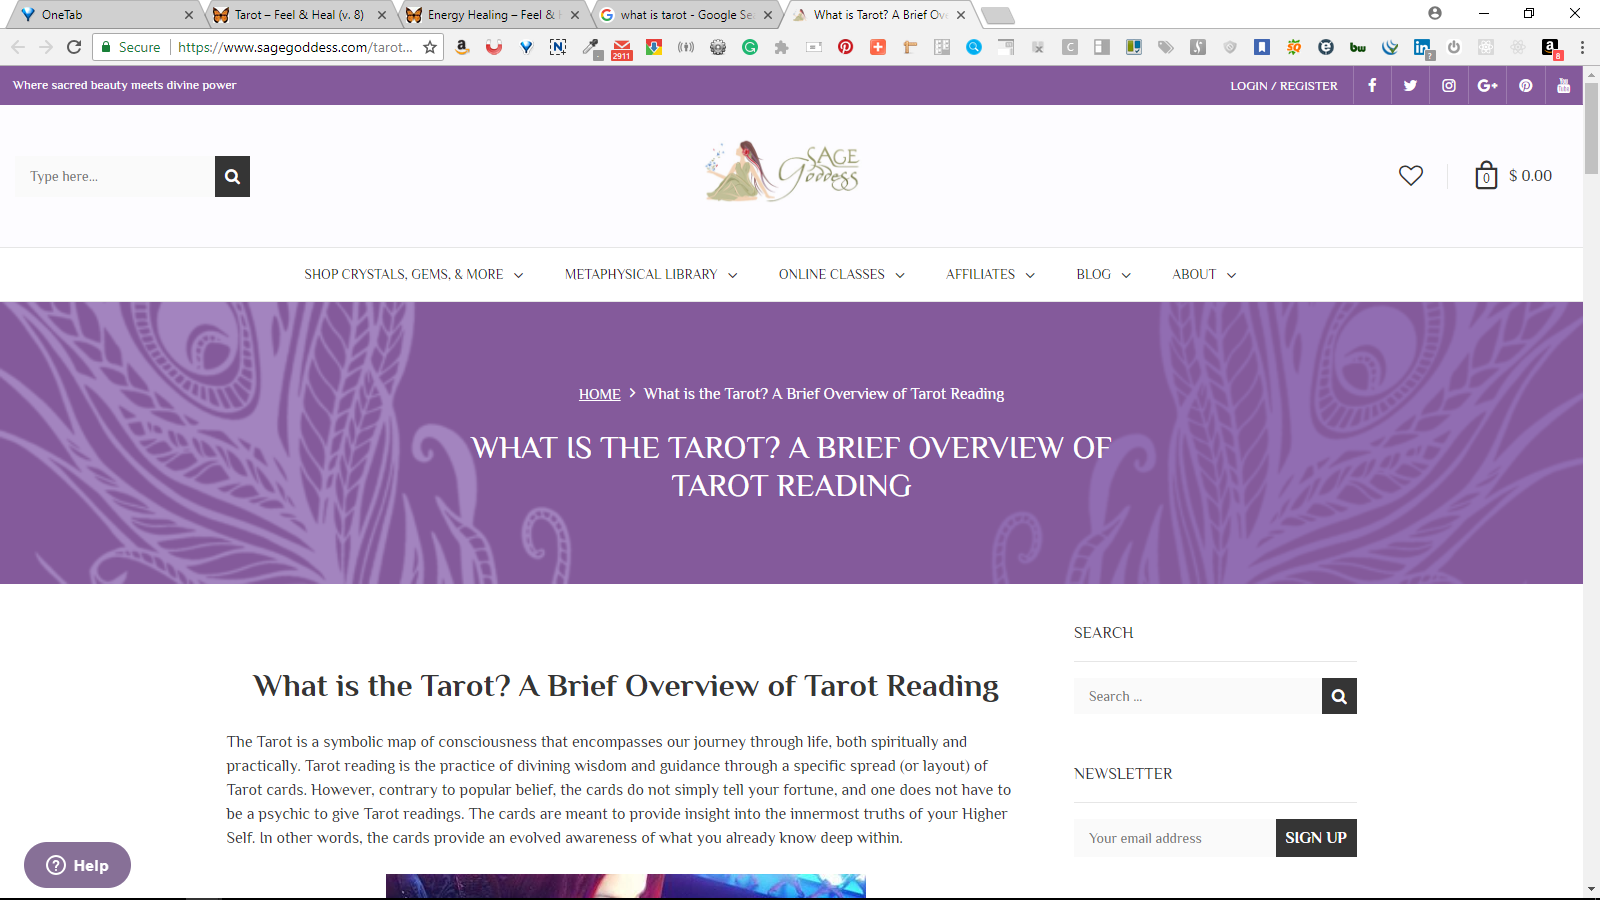 OneTab
Tarot – Feel & Heal (v. 8)
Energy Healing – Feel &
what is tarot - Google Se
What is Tarot? A Brief Ov
Secure
https://www.sagegoddess.com/tarot...
2911
7
8
Where sacred beauty meets divine power
LOGIN / REGISTER
Type here...
SAGE
Goddess
0
$ 0.00
SHOP CRYSTALS, GEMS, & MORE
METAPHYSICAL LIBRARY
ONLINE CLASSES
AFFILIATES
BLOG
ABOUT
HOME > What is the Tarot? A Brief Overview of Tarot Reading
WHAT IS THE TAROT? A BRIEF OVERVIEW OF
TAROT READING
SEARCH
Search ...
What is the Tarot? A Brief Overview of Tarot Reading
The Tarot is a symbolic map of consciousness that encompasses our journey through life, both spiritually and
practically. Tarot reading is the practice of divining wisdom and guidance through a specific spread (or layout) of
Tarot cards. However, contrary to popular belief, the cards do not simply tell your fortune, and one does not have to
be a psychic to give Tarot readings. The cards are meant to provide insight into the innermost truths of your Higher
Self. In other words, the cards provide an evolved awareness of what you already know deep within.
NEWSLETTER
Your email address
SIGN UP
Help